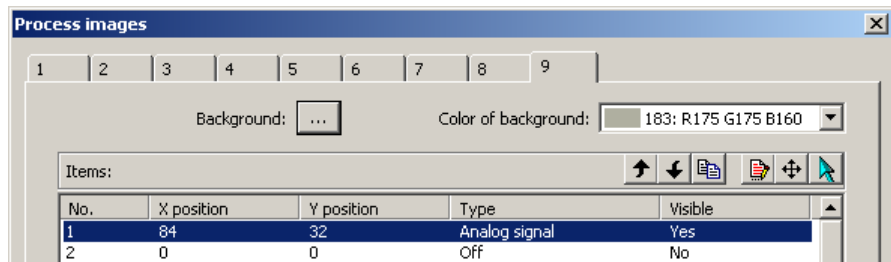 Process images
1 2 3 4 5 6 7 8 9
Background: ... Color of background: 183: R175 G175 B160
Items:
No. X position Y position Type Visible
1 84 32 Analog signal Yes
2 0 0 Off No